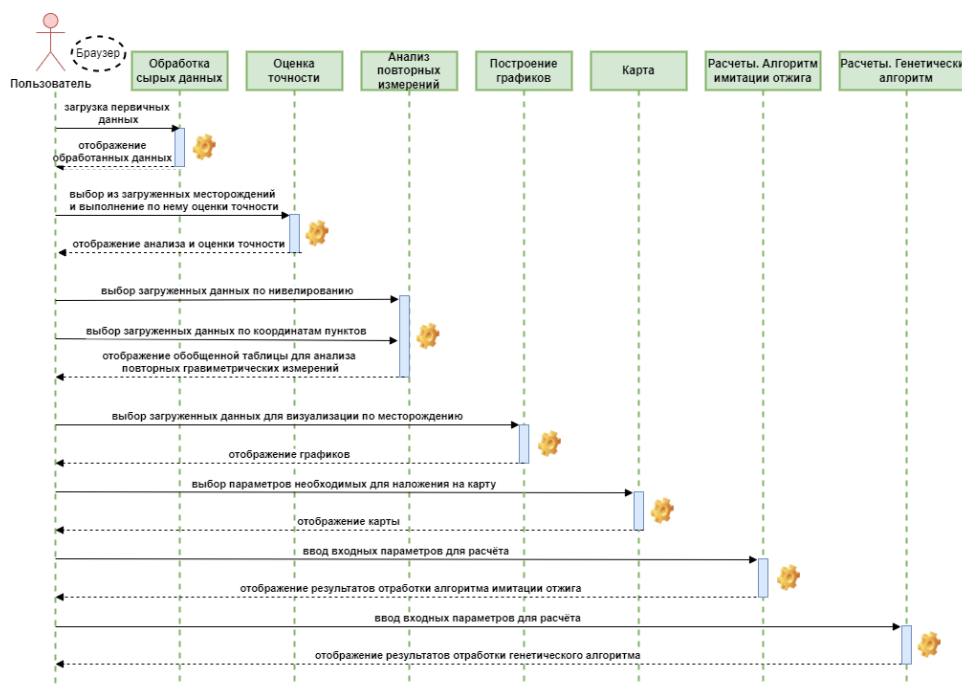 Браузер
Пользователь
Обработка
сырых данных
Оценка
точности
Анализ
повторных
измерений
Построение
графиков
Карта
Расчеты. Алгоритм
имитации отжига
Расчеты. Генетически
алгоритм
загрузка первичных
данных
отображение
обработанных данных
выбор из загруженных месторождений
и выполнение по нему оценки точности
отображение анализа и оценки точности
выбор загруженных данных по нивелированию
выбор загруженных данных по координатам пунктов
отображение обобщенной таблицы для анализа
повторных гравиметрических измерений
выбор загруженных данных для визуализации по месторождению
отображение графиков
выбор параметров необходимых для наложения на карту
отображение карты
ввод входных параметров для расчёта
отображение результатов отработки алгоритма имитации отжига
ввод входных параметров для расчёта
отображение результатов отработки генетического алгоритма